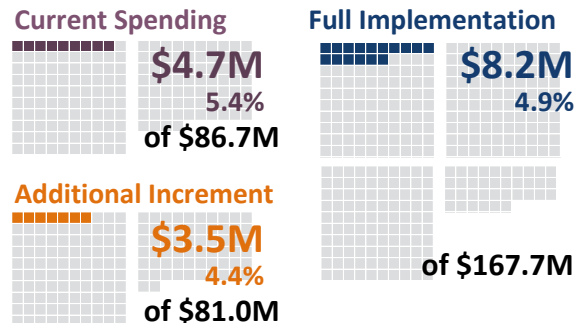 Current Spending
$4.7M
5.4%
of $86.7M
Additional Increment
$3.5M
4.4%
of $81.0M
Full Implementation
$8.2M
4.9%
of $167.7M